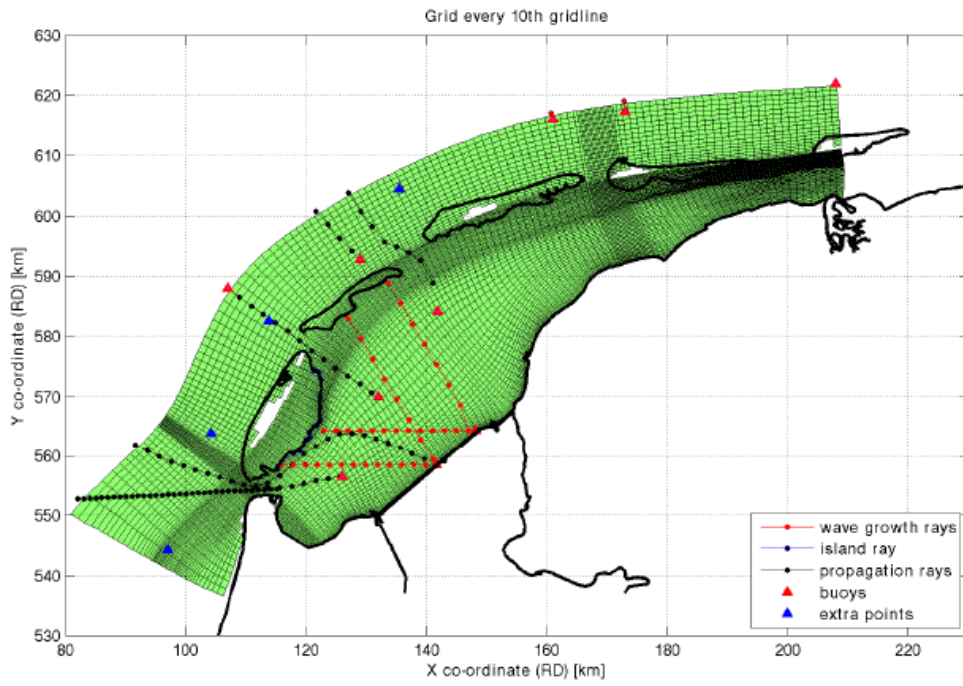 Grid every 10th gridline
Y co-ordinate (RD) [km]
630
620
610
600
590
580
570
560
550
540
530
wave growth rays
island ray
propagation rays
buoys
extra points
80
100
120
140
160
180
200
220
X co-ordinate (RD) [km]